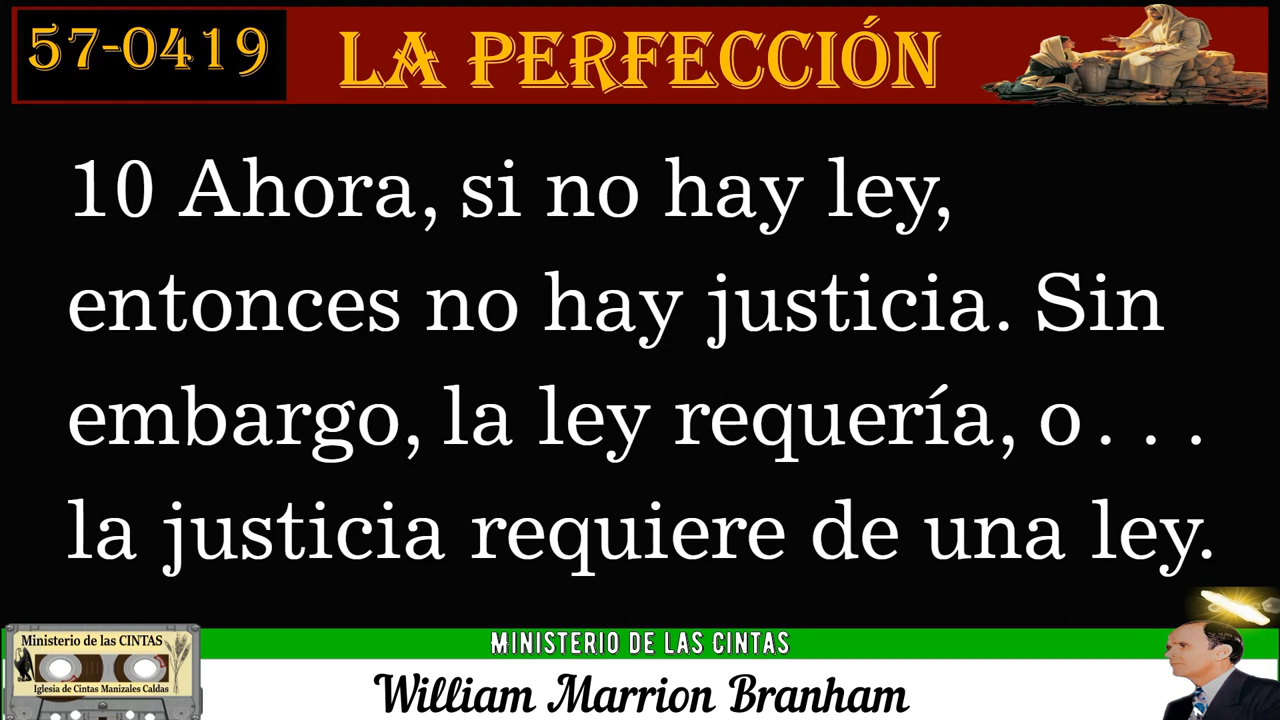 57-0419
LA PERFECCIÓN
10 Ahora, si no hay ley,
entonces no hay justicia. Sin
embargo, la ley requería, o . . .
la justicia requiere de una ley.
Ministerio de las CINTAS
Iglesia de Cintas Manizales Caldas
MINISTERIO DE LAS CINTAS
William Marrion Branham